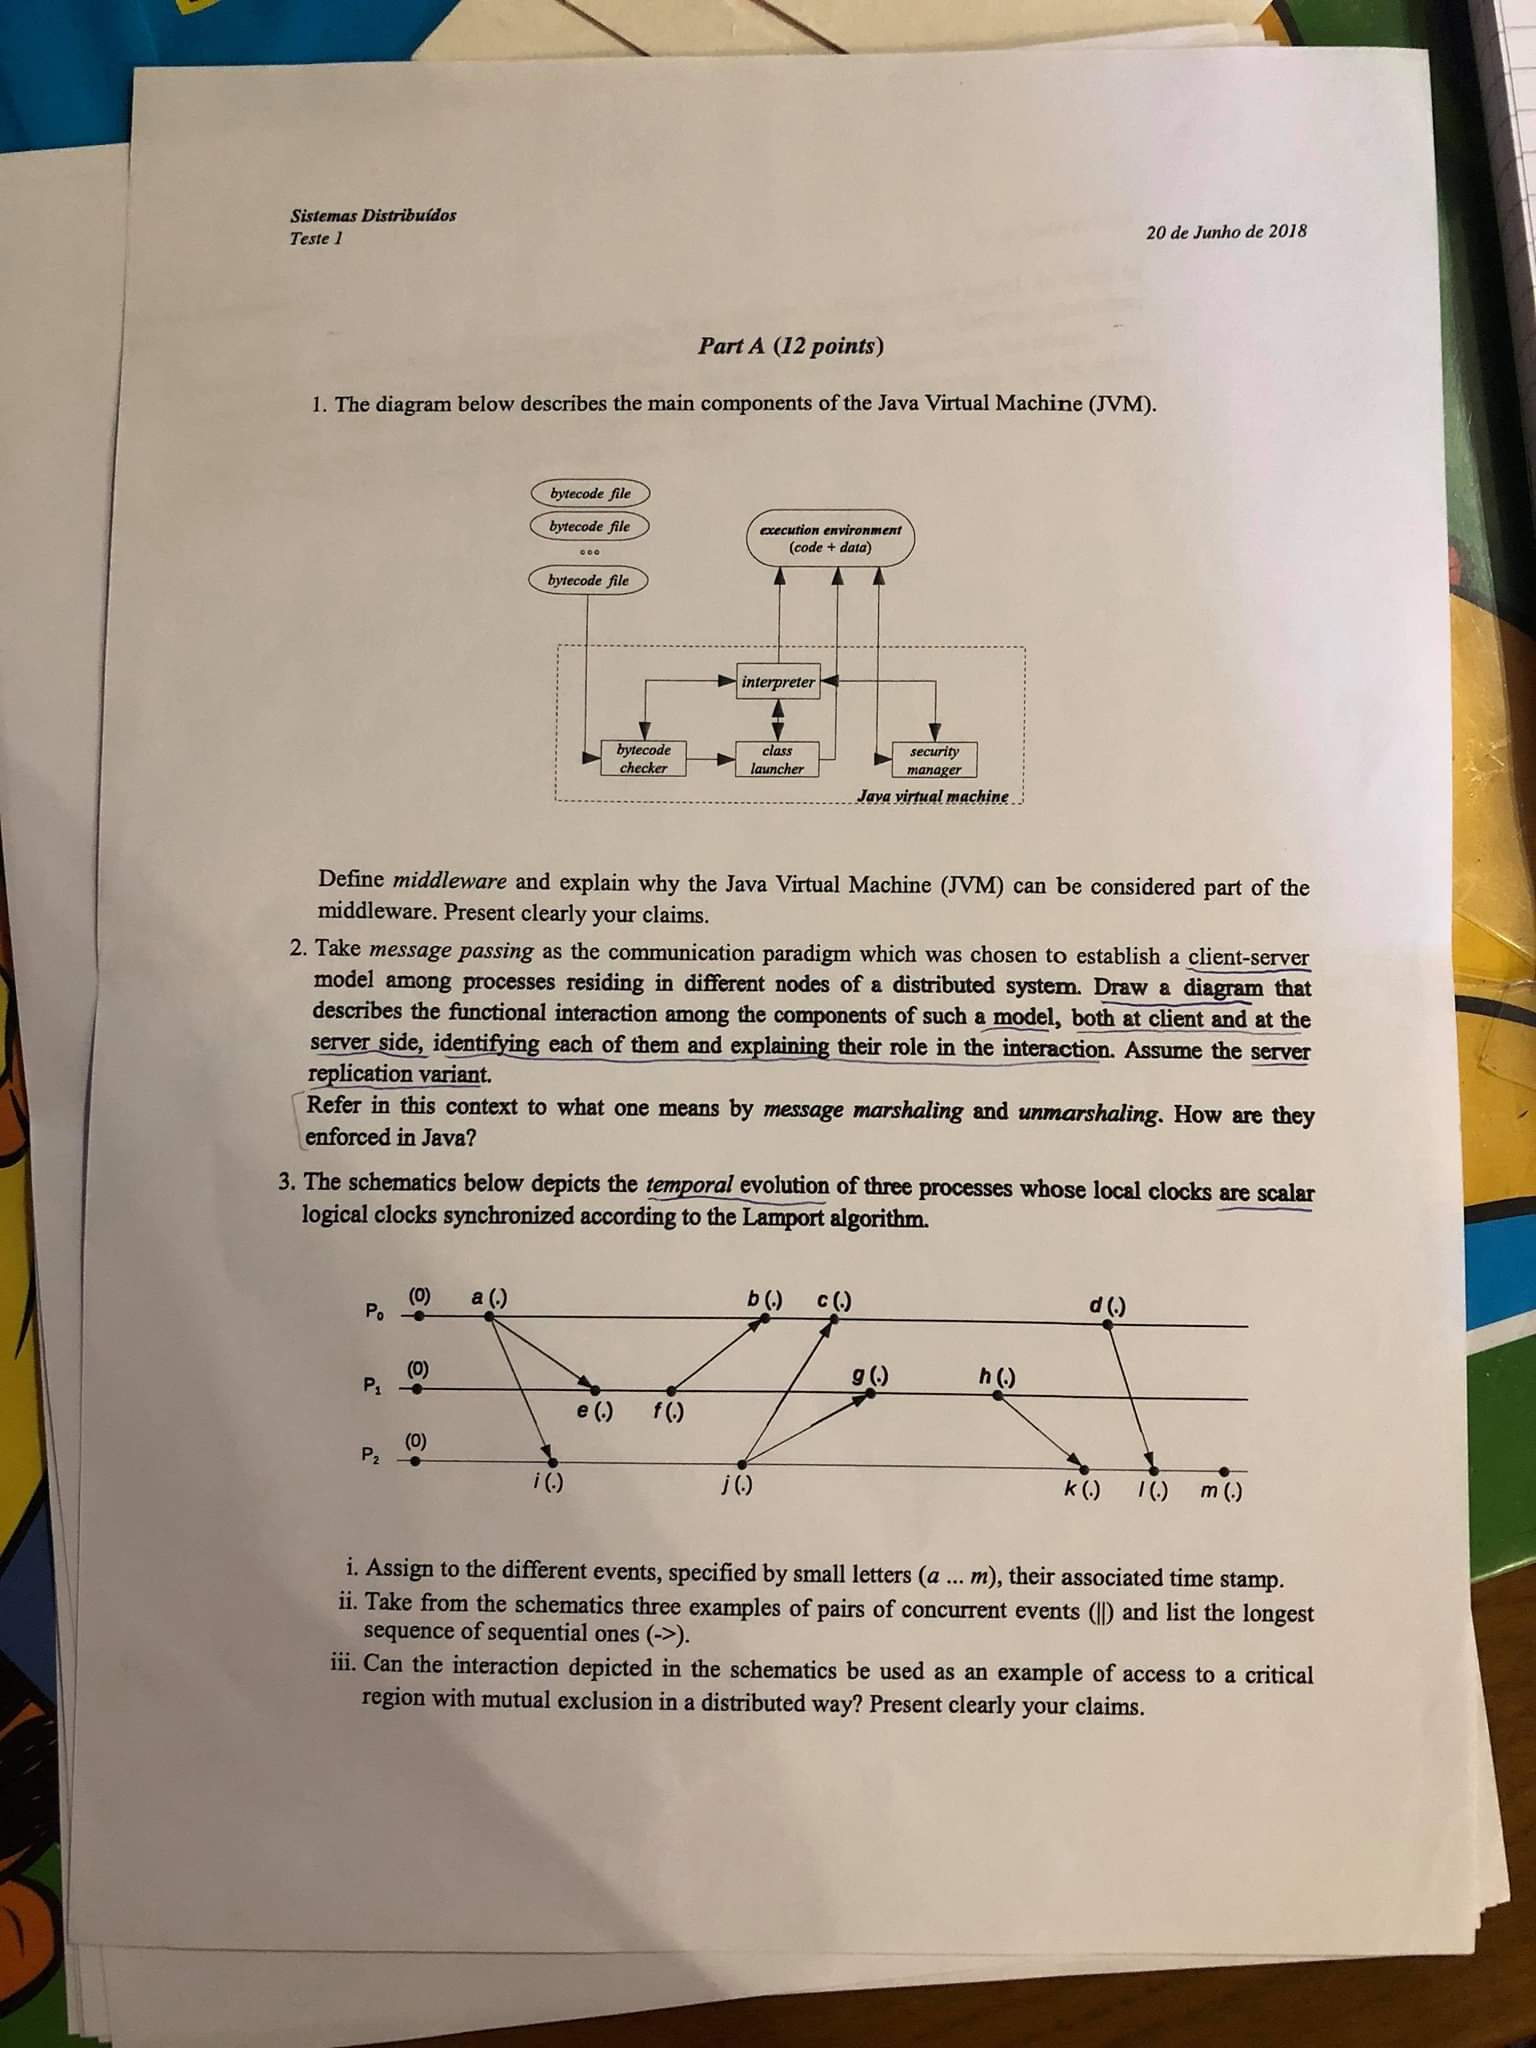 Sistemas Distribuídos
Teste 1
20 de Junho de 2018
Part A (12 points)
1. The diagram below describes the main components of the Java Virtual Machine (JVM).
bytecode file
bytecode file
ooo
bytecode file
execution environment
(code + data)
interpreter
bytecode
checker
class
launcher
security
manager
Java virtual machine
Define middleware and explain why the Java Virtual Machine (JVM) can be considered part of the
middleware. Present clearly your claims.
2. Take message passing as the communication paradigm which was chosen to establish a client-server
model among processes residing in different nodes of a distributed system. Draw a diagram that
describes the functional interaction among the components of such a model, both at client and at the
server side, identifying each of them and explaining their role in the interaction. Assume the server
replication variant.
Refer in this context to what one means by message marshaling and unmarshaling. How are they
enforced in Java?
3. The schematics below depicts the temporal evolution of three processes whose local clocks are scalar
logical clocks synchronized according to the Lamport algorithm.
P0 (0) a (.) b (.) c (.) d (.)
P1 (0) g (.) h (.)
e (.) f (.)
P2 (0)
i (.) j (.) k (.) l (.) m (.)
i. Assign to the different events, specified by small letters (a ... m), their associated time stamp.
ii. Take from the schematics three examples of pairs of concurrent events (||) and list the longest
sequence of sequential ones (->).
iii. Can the interaction depicted in the schematics be used as an example of access to a critical
region with mutual exclusion in a distributed way? Present clearly your claims.